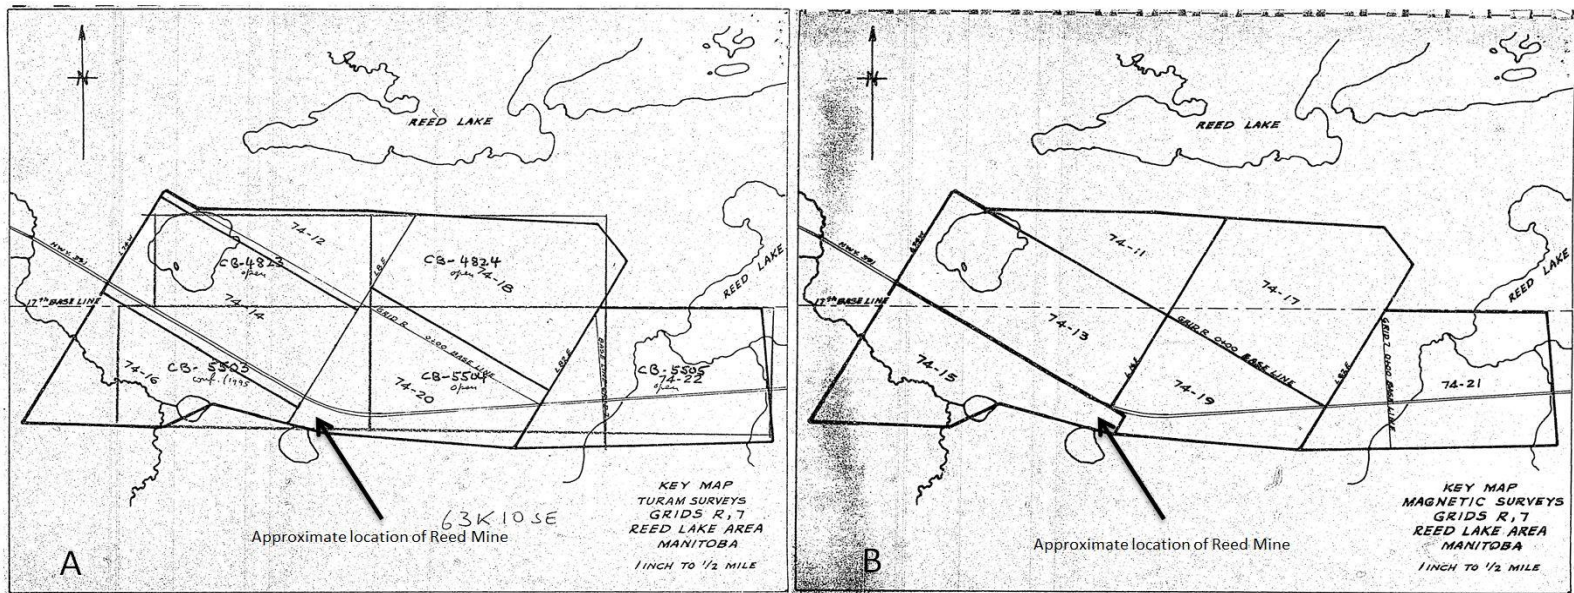 N
REED LAKE
L78W
74-12
HWY 391
CB-4823
open
L8E
CB-4824
open 74-18
REED LAKE
17th BASE LINE
74-14
GRID R
0+00 BASE LINE
L82E
74-16
CB-5503
conf. 1995
CB-5504
open
74-20
CB-5505
74-22
open
KEY MAP
TURAM SURVEYS
GRIDS R, 7
REED LAKE AREA
MANITOBA
1 INCH TO 1/2 MILE
63K10SE
Approximate location of Reed Mine
A
N
REED LAKE
74-11
HWY 391
74-17
REED LAKE
17th BASE LINE
74-13
GRID R 0+00 BASE LINE
L82E
GRID 7 0+00 BASE LINE
74-15
74-19
74-21
KEY MAP
MAGNETIC SURVEYS
GRIDS R, 7
REED LAKE AREA
MANITOBA
1 INCH TO 1/2 MILE
Approximate location of Reed Mine
B